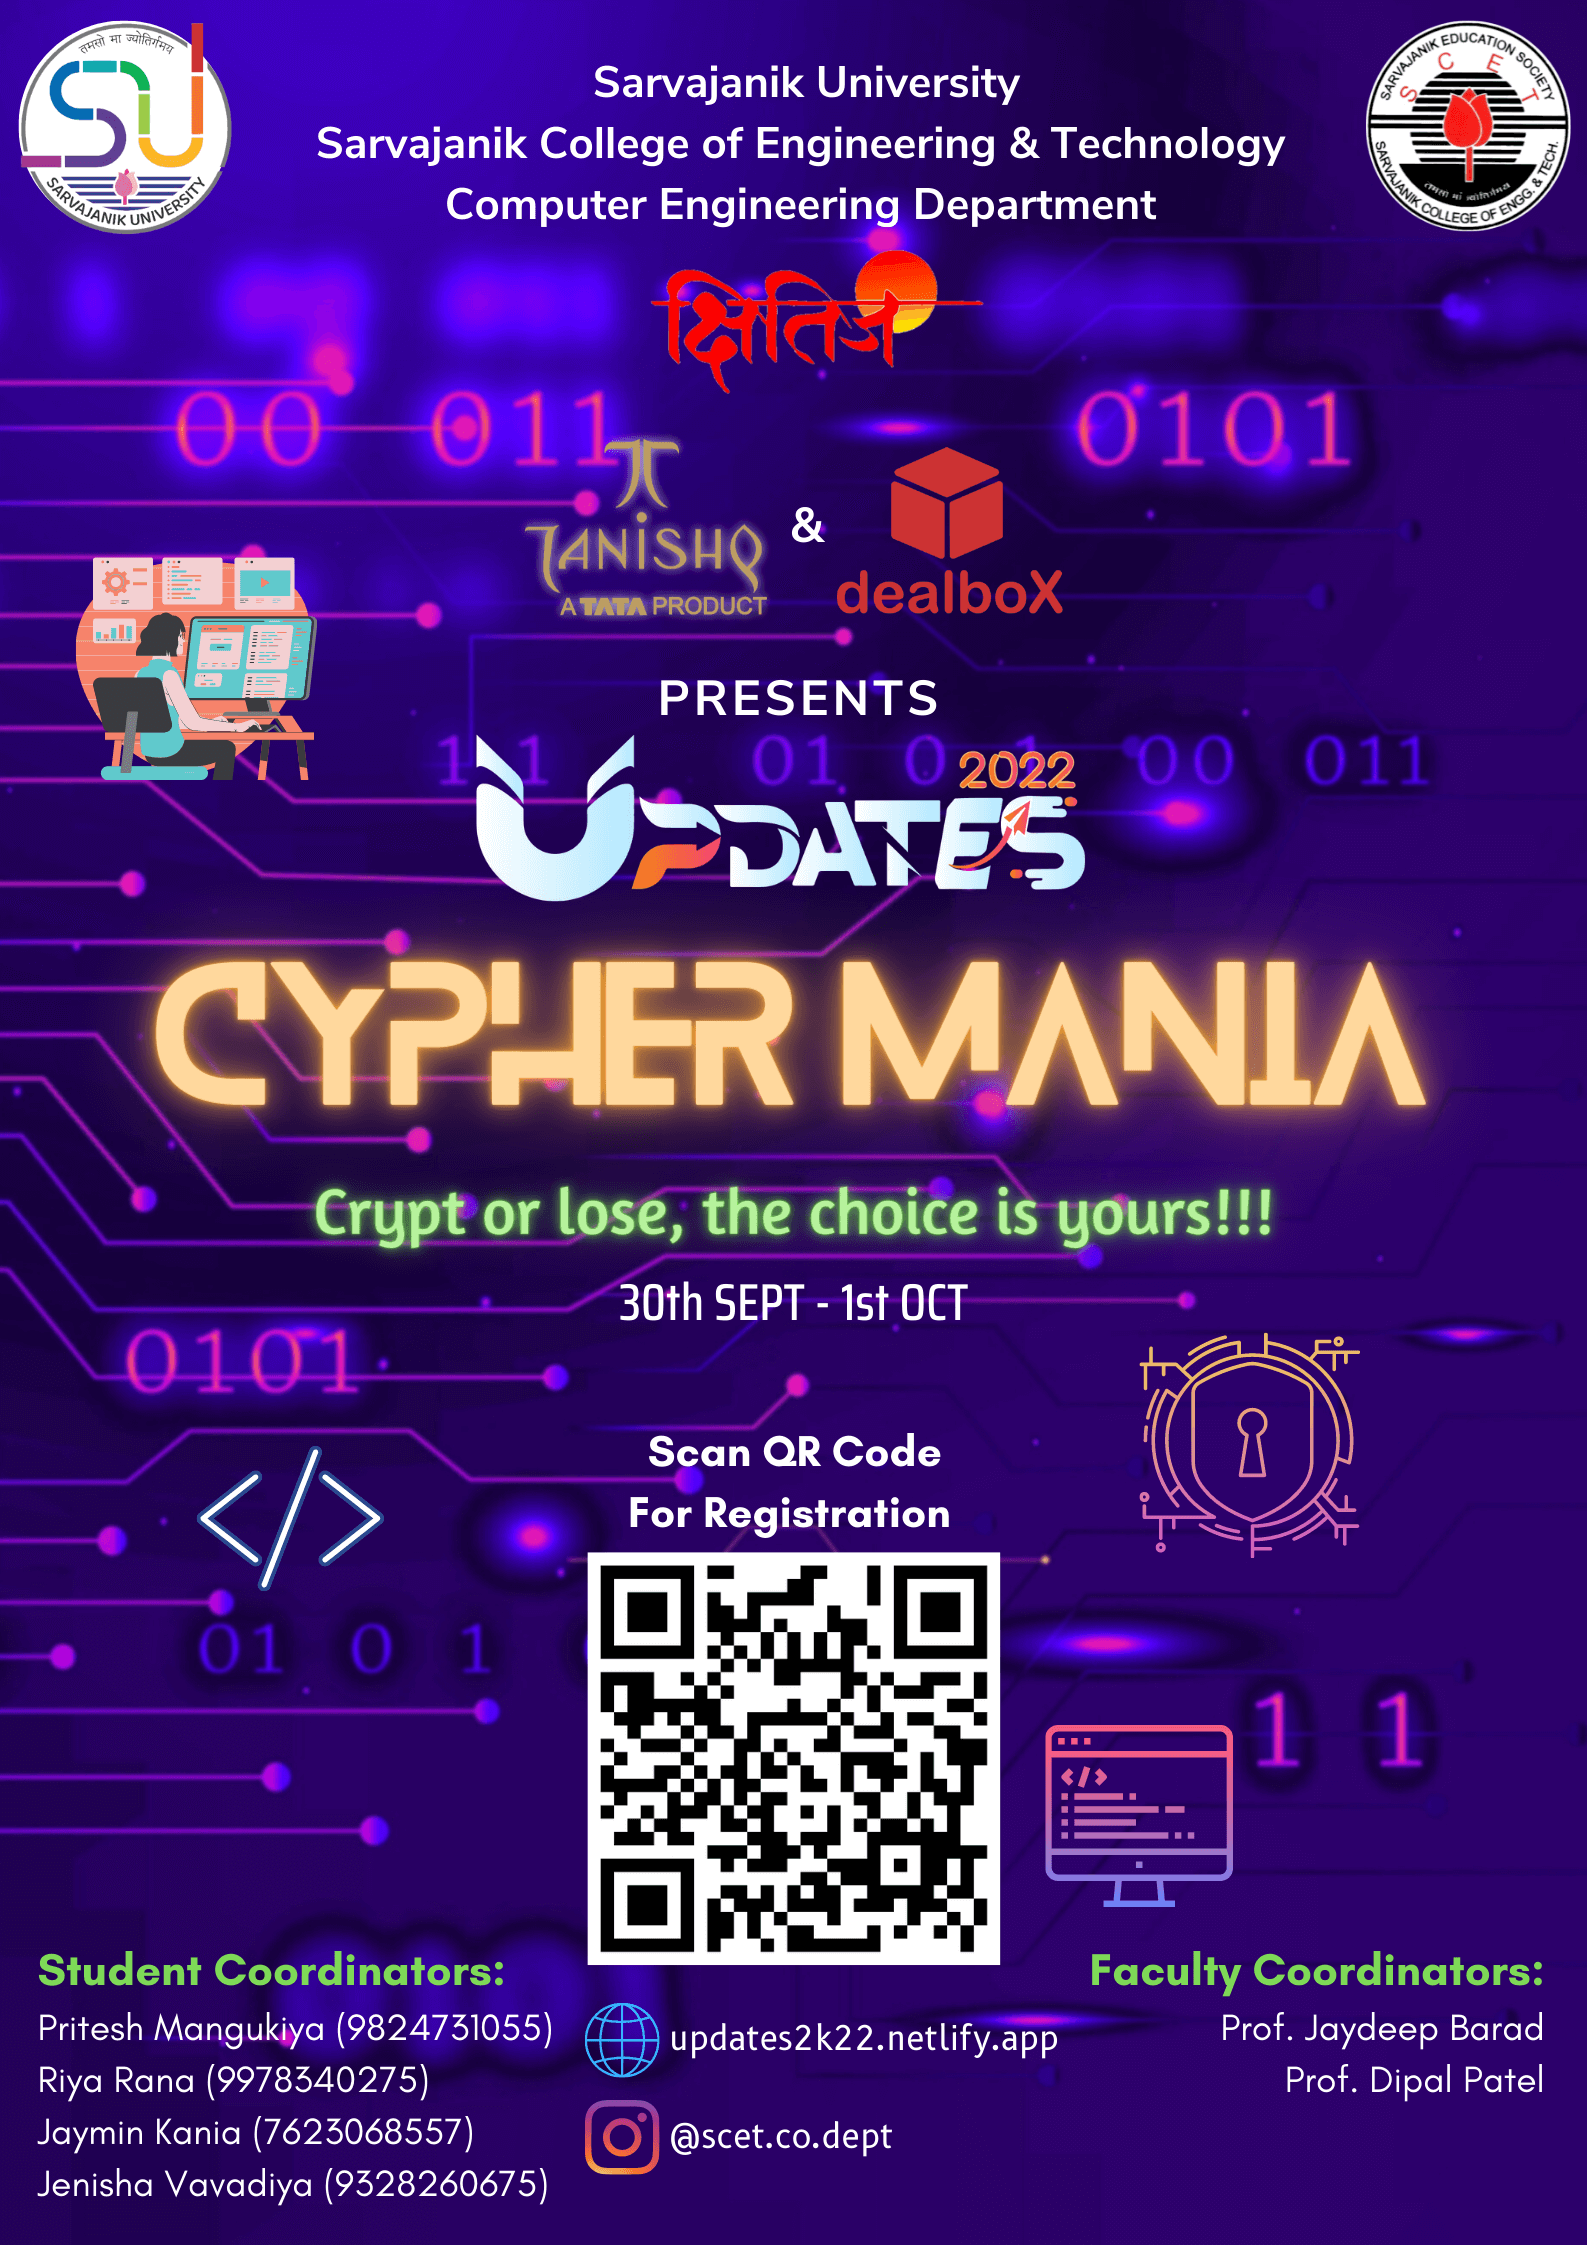 तमसो मा ज्योतिर्गमय
SU
SARVAJANIK UNIVERSITY
Sarvajanik University
Sarvajanik College of Engineering & Technology
Computer Engineering Department
SARVAJANIK EDUCATION SOCIETY
S C E T
SARVAJANIK COLLEGE OF ENGG. & TECH.
क्षितिज
00 011
0101
TANISHQ
A TATA PRODUCT
&
dealboX
PRESENTS
1 1 01 0 1 00 011
UPDATES 2022
CYPHER MANIA
Crypt or lose, the choice is yours!!!
30th SEPT - 1st OCT
0101
</>
Scan QR Code
For Registration
01 0 1
1 1
</>
Student Coordinators:
Pritesh Mangukiya (9824731055)
Riya Rana (9978340275)
Jaymin Kania (7623068557)
Jenisha Vavadiya (9328260675)
updates2k22.netlify.app
@scet.co.dept
Faculty Coordinators:
Prof. Jaydeep Barad
Prof. Dipal Patel